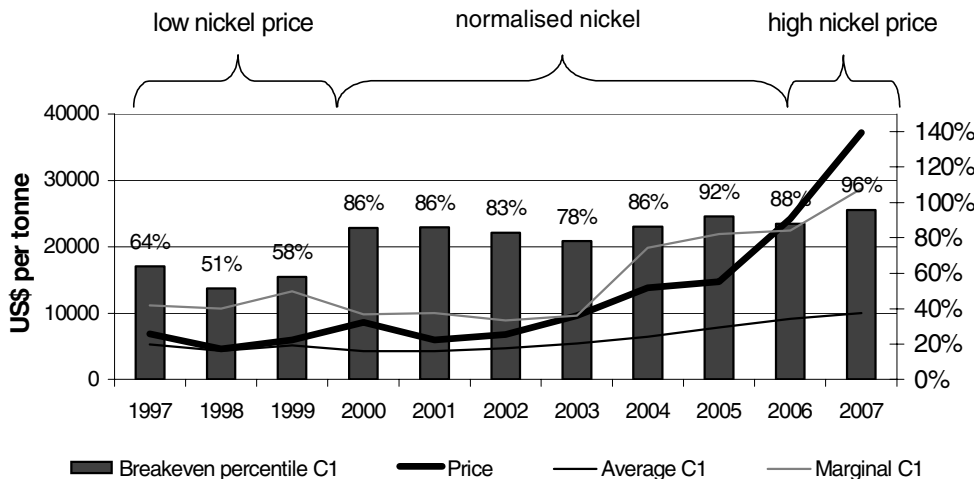 low nickel price normalised nickel high nickel price
40000 140%
120%
30000 100%
20000 80%
60%
10000 40%
20%
0 0%
US$ per tonne
64% 51% 58% 86% 86% 83% 78% 86% 92% 88% 96%
1997 1998 1999 2000 2001 2002 2003 2004 2005 2006 2007
Breakeven percentile C1 Price Average C1 Marginal C1